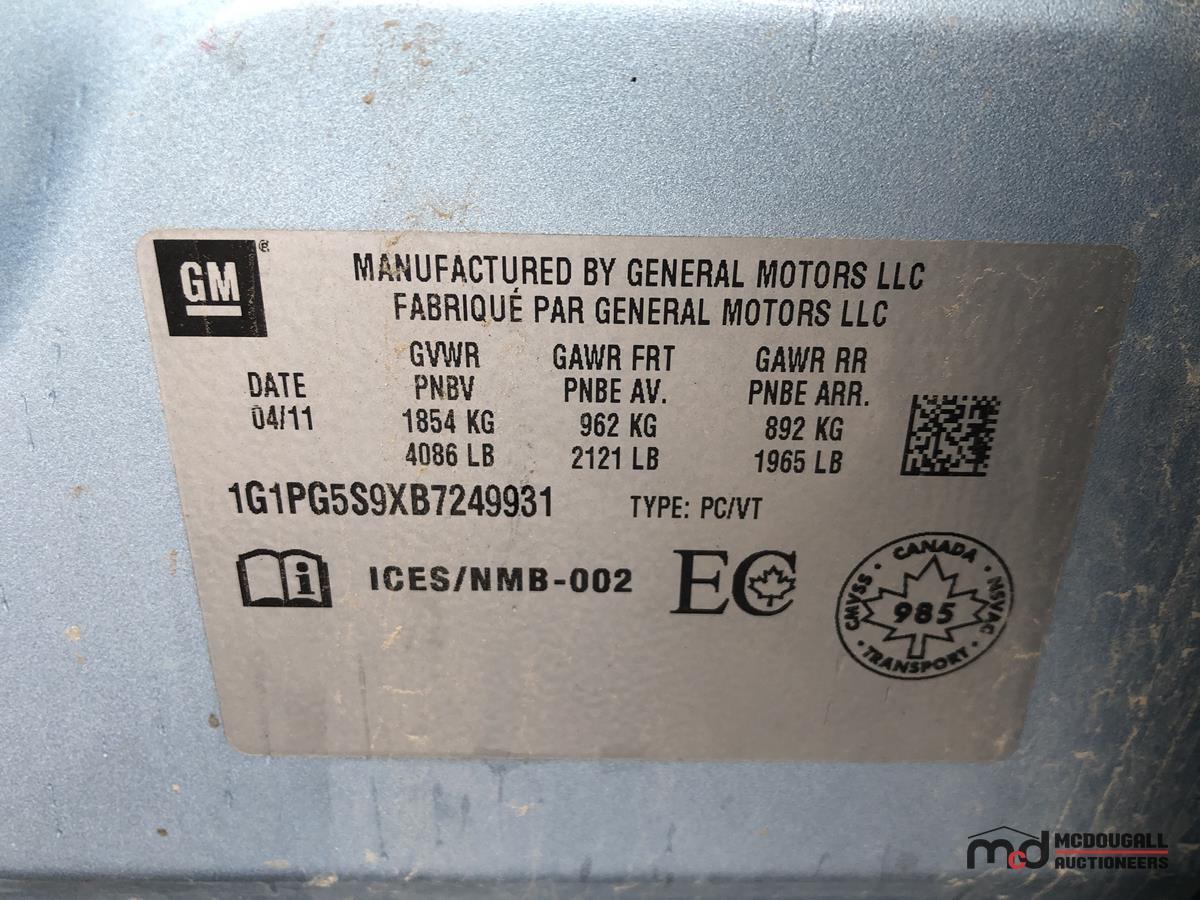 GM ®
MANUFACTURED BY GENERAL MOTORS LLC
FABRIQUÉ PAR GENERAL MOTORS LLC
GVWR GAWR FRT GAWR RR
DATE PNBV PNBE AV. PNBE ARR.
04/11 1854 KG 962 KG 892 KG
4086 LB 2121 LB 1965 LB
1G1PG5S9XB7249931 TYPE: PC/VT
i ICES/NMB-002 EC
CANADA
CMVSS 985 NSVAC
TRANSPORT
mcd MCDOUGALL
AUCTIONEERS